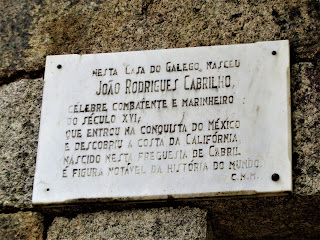 NESTA CASA DO GALEGO, NASCEU
JOÃO RODRIGUES CABRILHO,
CÉLEBRE COMBATENTE E MARINHEIRO
DO SÉCULO XVI,
QUE ENTROU NA CONQUISTA DO MÉXICO
E DESCOBRIU A COSTA DA CALIFÓRNIA.
NASCIDO NESTA FREGUESIA DE CABRIL
É FIGURA NOTÁVEL DA HISTÓRIA DO MUNDO.
C.M.M.